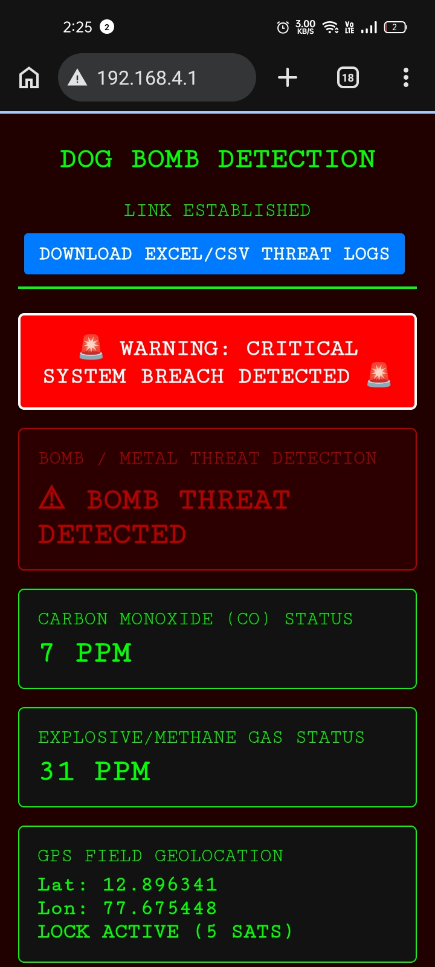 2:25 2 3.00 KB/S Vo LTE 2
192.168.4.1 18
DOG BOMB DETECTION
LINK ESTABLISHED
DOWNLOAD EXCEL/CSV THREAT LOGS
🚨 WARNING: CRITICAL
SYSTEM BREACH DETECTED 🚨
BOMB / METAL THREAT DETECTION
⚠ BOMB THREAT
DETECTED
CARBON MONOXIDE (CO) STATUS
7 PPM
EXPLOSIVE/METHANE GAS STATUS
31 PPM
GPS FIELD GEOLOCATION
Lat: 12.896341
Lon: 77.675448
LOCK ACTIVE (5 SATS)